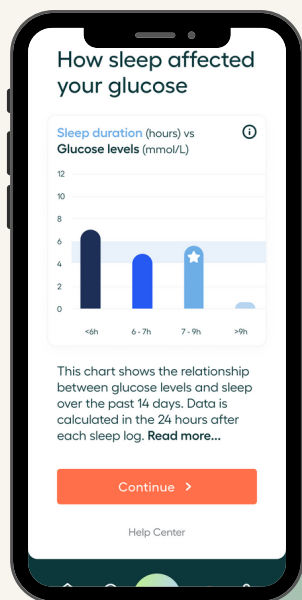 How sleep affected
your glucose
Sleep duration (hours) vs
Glucose levels (mmol/L)
12
10
8
6
4
2
0
<6h 6 - 7h 7 - 9h >9h
This chart shows the relationship
between glucose levels and sleep
over the past 14 days. Data is
calculated in the 24 hours after
each sleep log. Read more...
Continue
Help Center